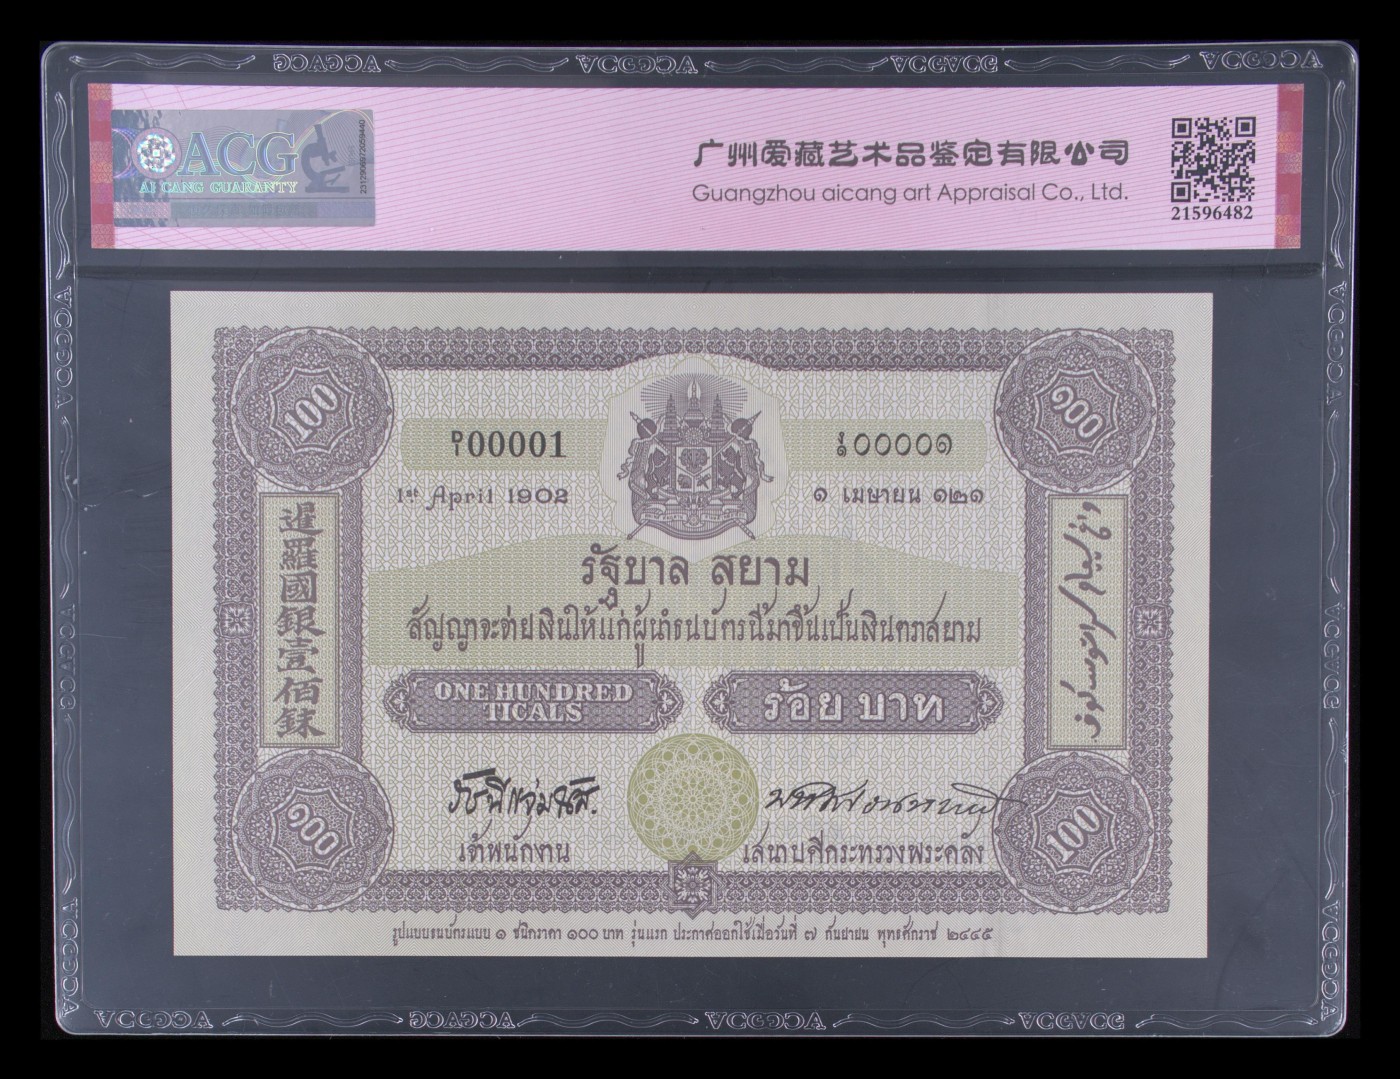 ACG
AI CANG GUARANTY
广州爱藏艺术品鉴定有限公司
Guangzhou aicang art Appraisal Co., Ltd.
21596482
100
๑๐๐
00001
๐๐๐๐๑
1st April 1902
๑ เมษายน ๑๒๑
รัฐบาล สยาม
สัญญาจะจ่ายเงินให้แก่ผู้นำธนบัตรนี้มาขึ้นเป็นเงินตราสยาม
ONE HUNDRED
TICALS
ร้อย บาท
暹羅國銀壹佰銖
เจ้าพนักงาน
เสนาบดีกระทรวงพระคลัง
๑๐๐
100
รูปแบบธนบัตรแบบ ๑ ชนิดราคา ๑๐๐ บาท รุ่นแรก ประกาศออกใช้เมื่อวันที่ ๗ กันยายน พุทธศักราช ๒๔๔๕